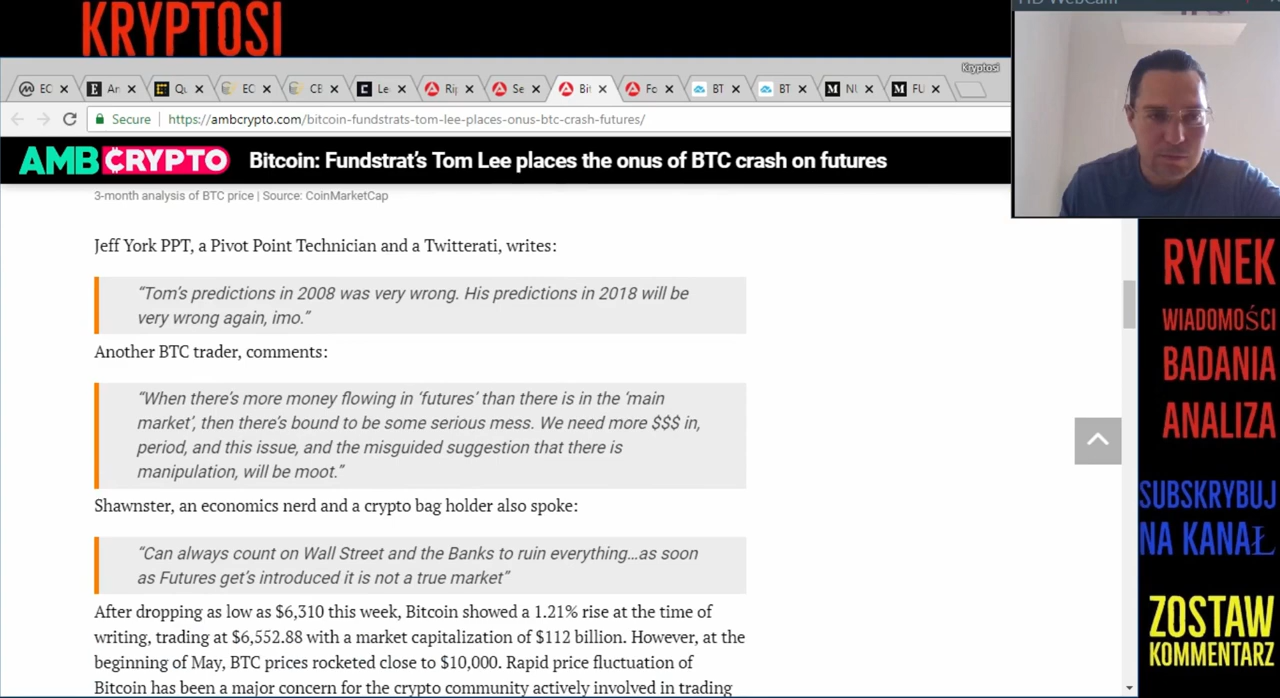 KRYPTOSI
HD WebCam
Kryptosi
EC
Ar
Qu
EC
CE
Le
Rip
Se
Bit
Fo
BT
BT
NU
FU
Secure https://ambcrypto.com/bitcoin-fundstrats-tom-lee-places-onus-btc-crash-futures/
AMBCRYPTO Bitcoin: Fundstrat's Tom Lee places the onus of BTC crash on futures
3-month analysis of BTC price | Source: CoinMarketCap
Jeff York PPT, a Pivot Point Technician and a Twitterati, writes:
“Tom’s predictions in 2008 was very wrong. His predictions in 2018 will be
very wrong again, imo.”
Another BTC trader, comments:
“When there’s more money flowing in ‘futures’ than there is in the ‘main
market’, then there’s bound to be some serious mess. We need more $$$ in,
period, and this issue, and the misguided suggestion that there is
manipulation, will be moot.”
Shawnster, an economics nerd and a crypto bag holder also spoke:
“Can always count on Wall Street and the Banks to ruin everything…as soon
as Futures get’s introduced it is not a true market”
After dropping as low as $6,310 this week, Bitcoin showed a 1.21% rise at the time of
writing, trading at $6,552.88 with a market capitalization of $112 billion. However, at the
beginning of May, BTC prices rocketed close to $10,000. Rapid price fluctuation of
Bitcoin has been a major concern for the crypto community actively involved in trading
RYNEK
WIADOMOŚCI
BADANIA
ANALIZA
SUBSKRYBUJ
NA KANAŁ
ZOSTAW
KOMMENTARZ